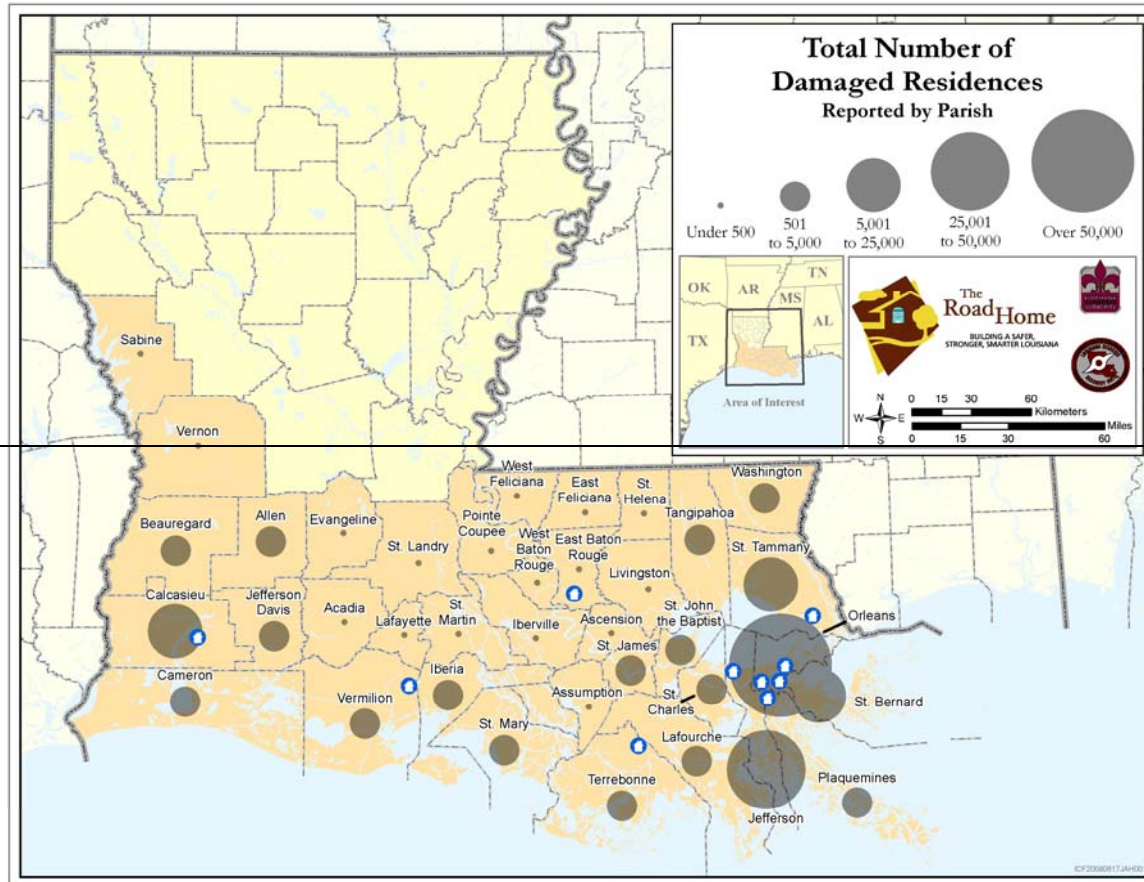 Total Number of
Damaged Residences
Reported by Parish
Under 500
501
to 5,000
5,001
to 25,000
25,001
to 50,000
Over 50,000
OK
AR
TN
MS
AL
TX
Area of Interest
The
Road Home
BUILDING A SAFER,
STRONGER, SMARTER LOUISIANA
N
W
E
S
0
15
30
60
Kilometers
Miles
0
15
30
60
Sabine
Vernon
West
Feliciana
East
Feliciana
St.
Helena
Washington
Beauregard
Allen
Evangeline
Pointe
Coupee
Tangipahoa
St. Landry
West
Baton
Rouge
East Baton
Rouge
St. Tammany
Calcasieu
Jefferson
Davis
Acadia
Lafayette
St.
Martin
Iberville
Livingston
Ascension
St. John
the Baptist
Orleans
St. James
Cameron
Vermilion
Iberia
Assumption
St.
Charles
St. Bernard
St. Mary
Lafourche
Terrebonne
Plaquemines
Jefferson